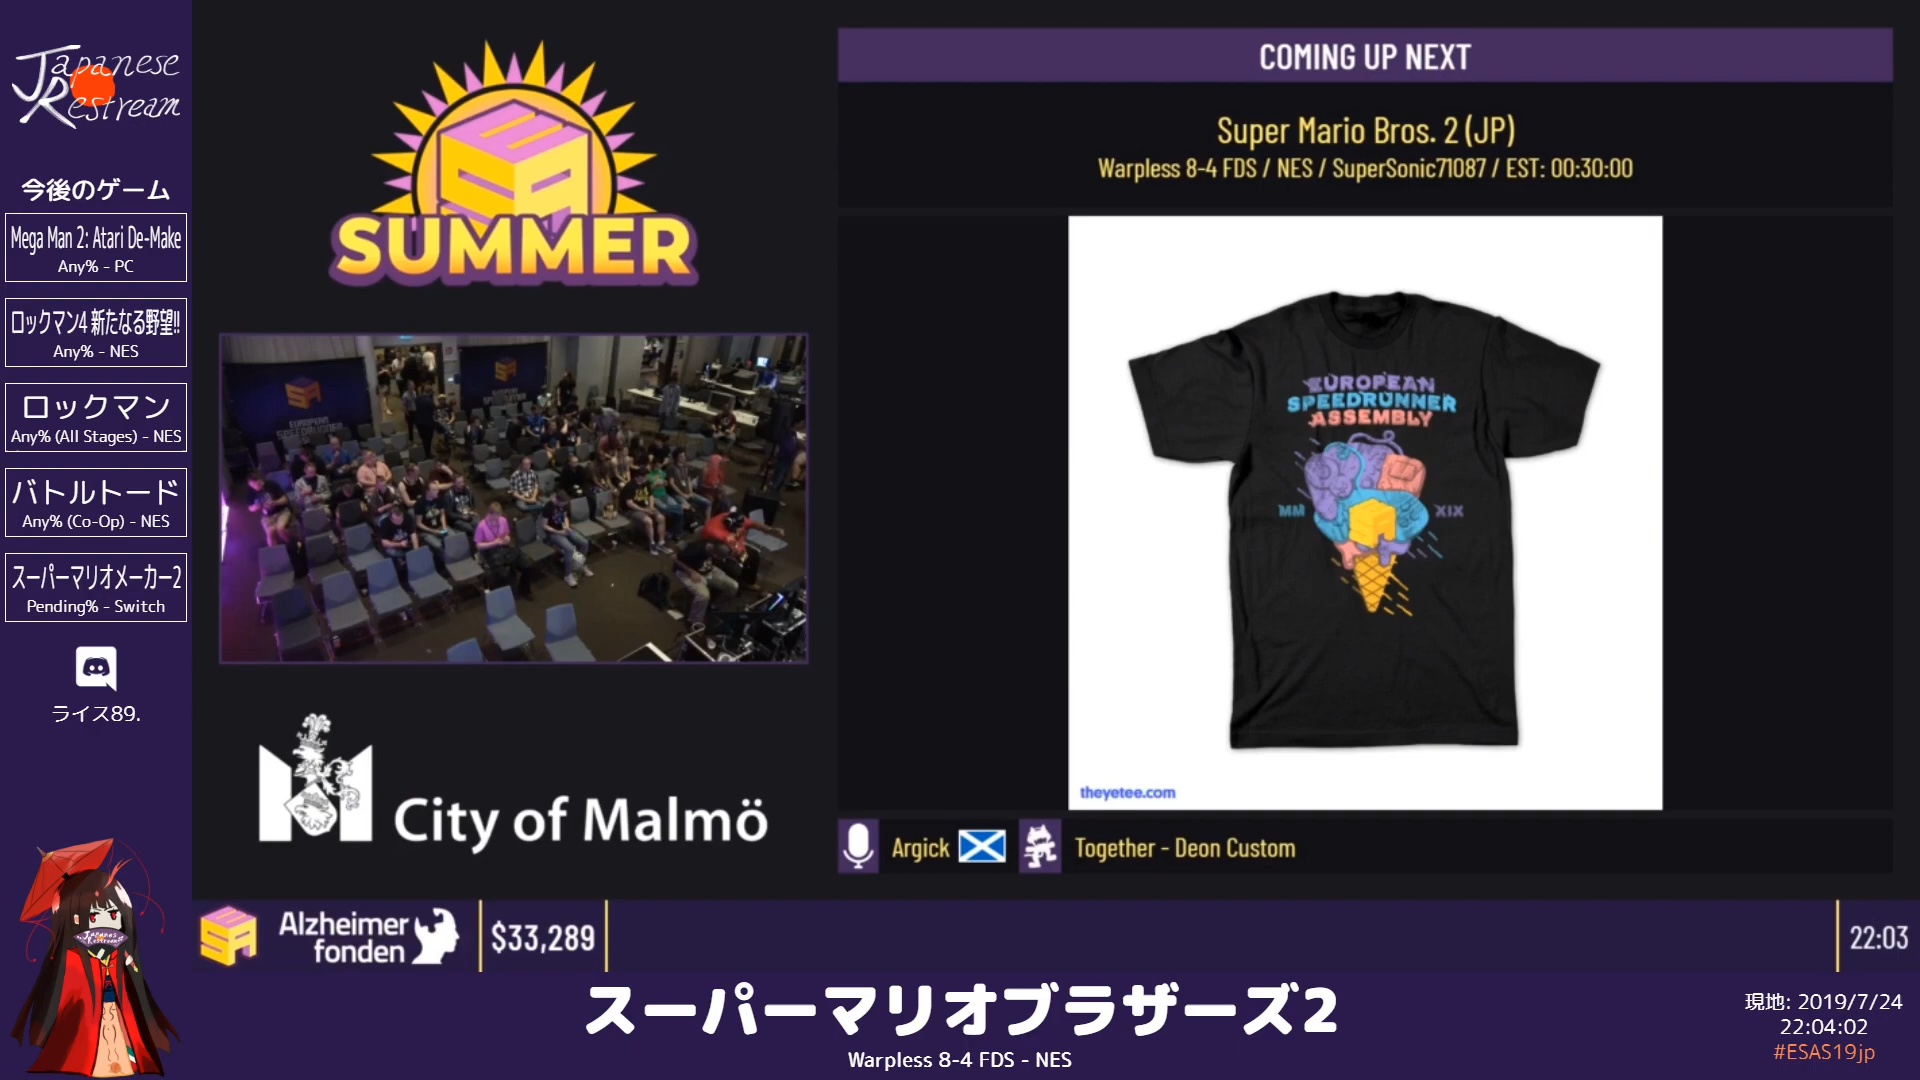 Japanese
Restream
今後のゲーム
Mega Man 2: Atari De-Make
Any% - PC
ロックマン4 新たなる野望!!
Any% - NES
ロックマン
Any% (All Stages) - NES
バトルトード
Any% (Co-Op) - NES
スーパーマリオメーカー2
Pending% - Switch
ライス89.
ESA
SUMMER
EUROPEAN
SPEEDRUNNER
City of Malmö
COMING UP NEXT
Super Mario Bros. 2 (JP)
Warpless 8-4 FDS / NES / SuperSonic71087 / EST: 00:30:00
EUROPEAN
SPEEDRUNNER
ASSEMBLY
MM XIX
theyetee.com
Argick
Together - Deon Custom
ESA
Alzheimer
fonden
$33,289
22:03
スーパーマリオブラザーズ2
Warpless 8-4 FDS - NES
現地: 2019/7/24
22:04:02
#ESAS19jp